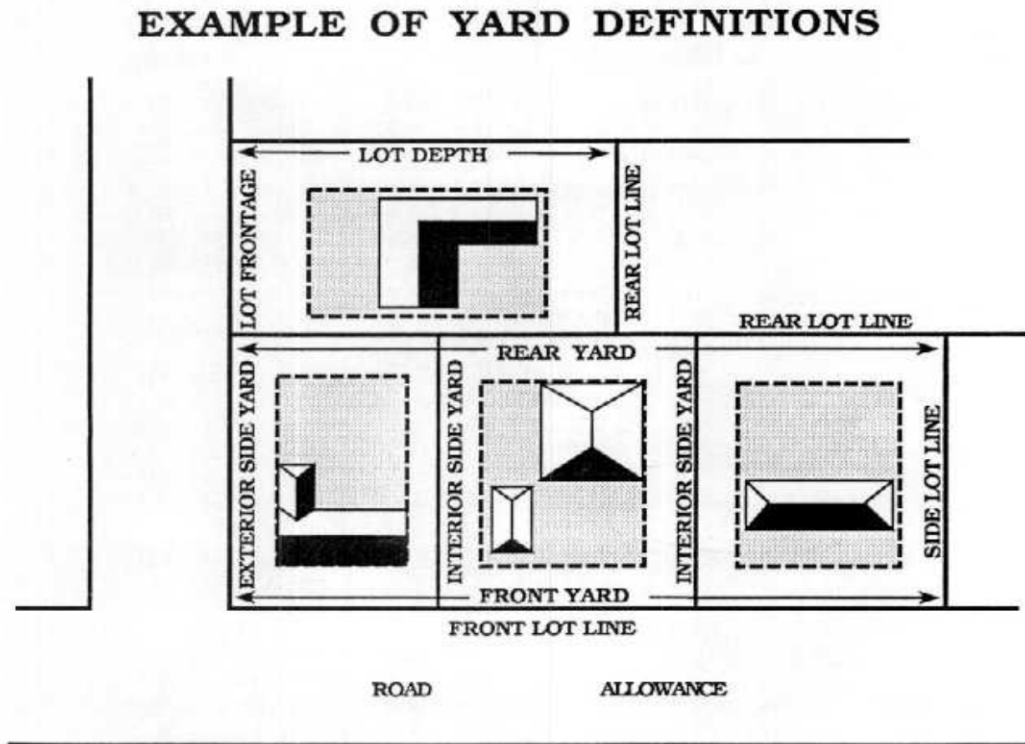 EXAMPLE OF YARD DEFINITIONS
LOT DEPTH
LOT FRONTAGE
REAR LOT LINE
REAR LOT LINE
REAR YARD
EXTERIOR SIDE YARD
INTERIOR SIDE YARD
INTERIOR SIDE YARD
SIDE LOT LINE
FRONT YARD
FRONT LOT LINE
ROAD ALLOWANCE